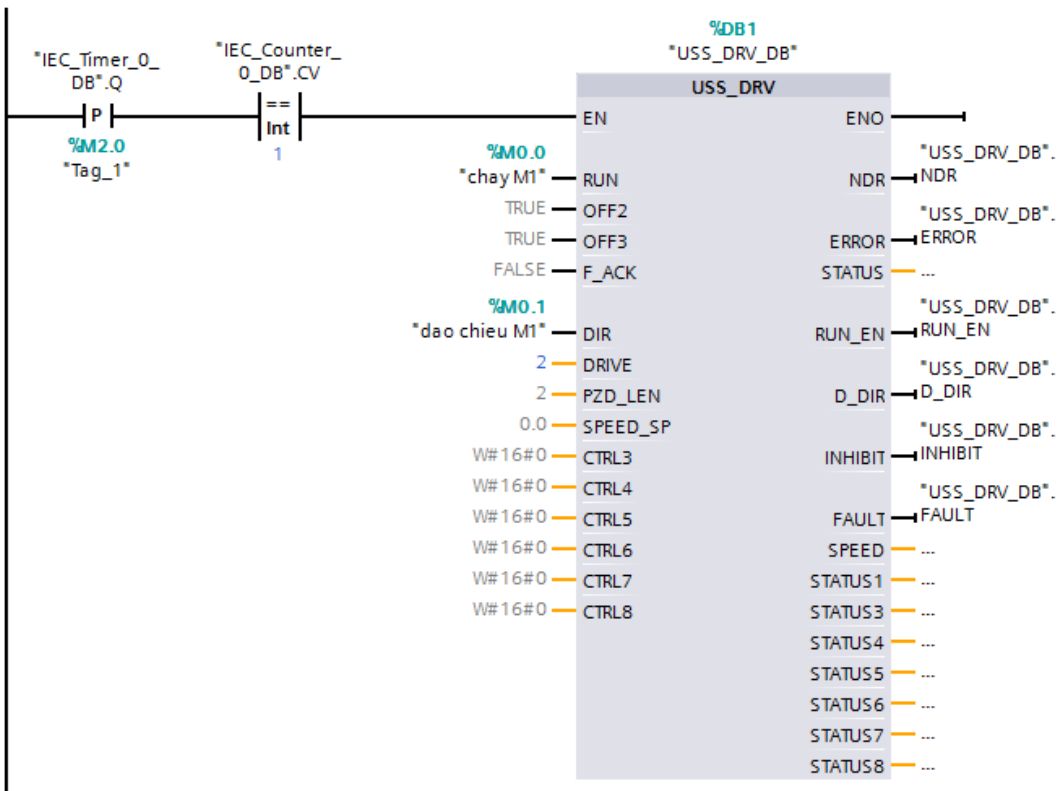 %DB1
"USS_DRV_DB"
"IEC_Timer_0_
DB".Q
"IEC_Counter_
0_DB".CV
USS_DRV
P
==
Int
EN
ENO
%M2.0
"Tag_1"
1
%M0.0
"chay M1"
RUN
NDR
"USS_DRV_DB".
NDR
TRUE
OFF2
TRUE
OFF3
ERROR
"USS_DRV_DB".
ERROR
FALSE
F_ACK
STATUS
...
%M0.1
"dao chieu M1"
DIR
RUN_EN
"USS_DRV_DB".
RUN_EN
2
DRIVE
2
PZD_LEN
D_DIR
"USS_DRV_DB".
D_DIR
0.0
SPEED_SP
W#16#0
CTRL3
INHIBIT
"USS_DRV_DB".
INHIBIT
W#16#0
CTRL4
W#16#0
CTRL5
FAULT
"USS_DRV_DB".
FAULT
W#16#0
CTRL6
SPEED
...
W#16#0
CTRL7
STATUS1
...
W#16#0
CTRL8
STATUS3
...
STATUS4
...
STATUS5
...
STATUS6
...
STATUS7
...
STATUS8
...